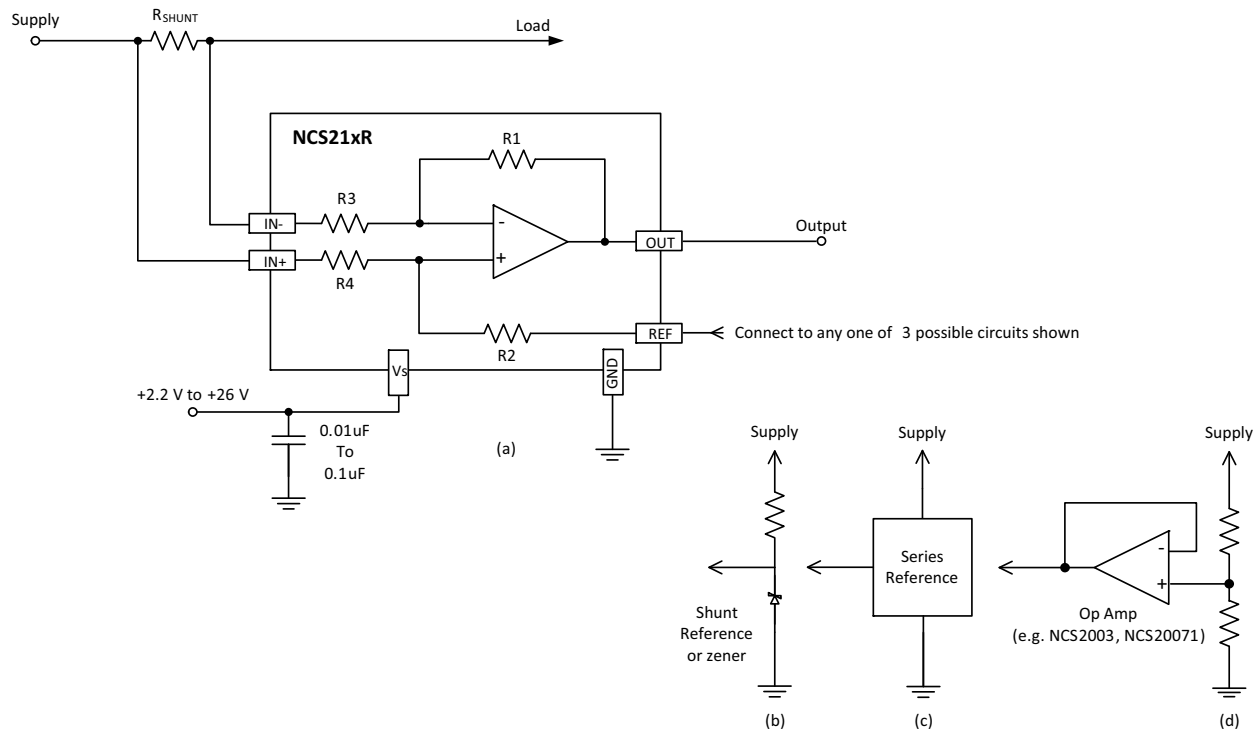 Supply
R_SHUNT
Load
NCS21xR
R1
IN-
R3
-
OUT
Output
IN+
R4
+
R2
REF
Connect to any one of 3 possible circuits shown
Vs
GND
+2.2 V to +26 V
0.01uF
To
0.1uF
(a)
Supply
Supply
Supply
Shunt
Reference
or zener
Series
Reference
-
+
Op Amp
(e.g. NCS2003, NCS20071)
(b)
(c)
(d)